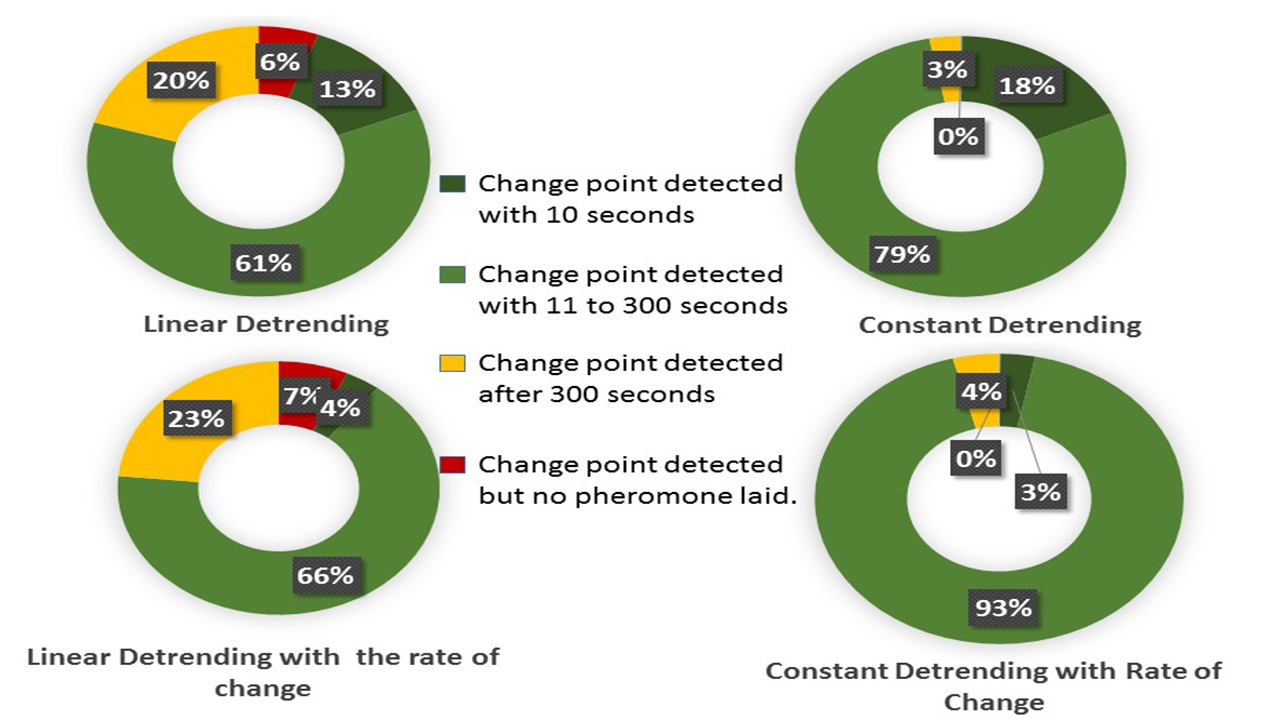 6%
13%
20%
61%
Linear Detrending
3%
18%
0%
79%
Constant Detrending
Change point detected
with 10 seconds
Change point detected
with 11 to 300 seconds
Change point detected
after 300 seconds
Change point detected
but no pheromone laid.
7%
4%
23%
66%
Linear Detrending with the rate of
change
4%
0%
3%
93%
Constant Detrending with Rate of
Change